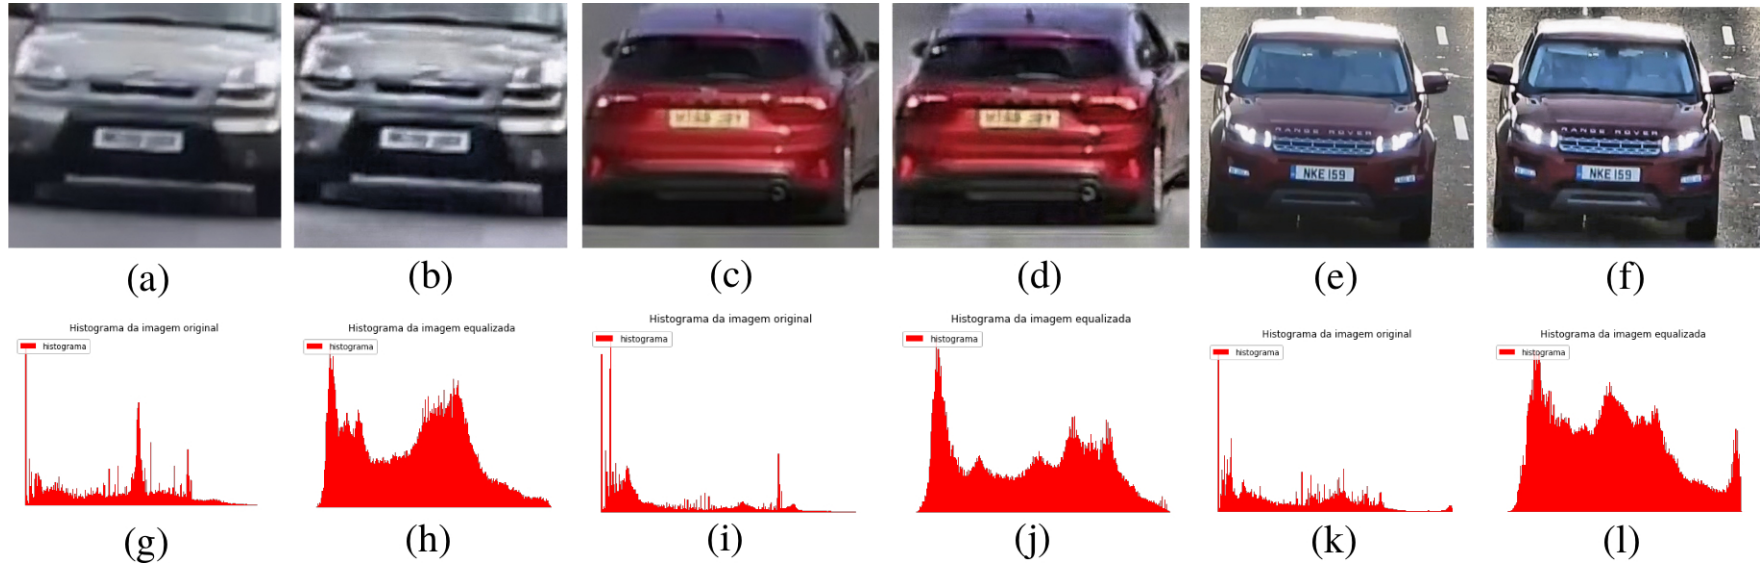 RANGE ROVER
RANGE ROVER
NKE 159
NKE 159
(a)
(b)
(c)
(d)
(e)
(f)
Histograma da imagem original
histograma
Histograma da imagem equalizada
histograma
Histograma da imagem original
histograma
Histograma da imagem equalizada
histograma
Histograma da imagem original
histograma
Histograma da imagem equalizada
histograma
(g)
(h)
(i)
(j)
(k)
(l)